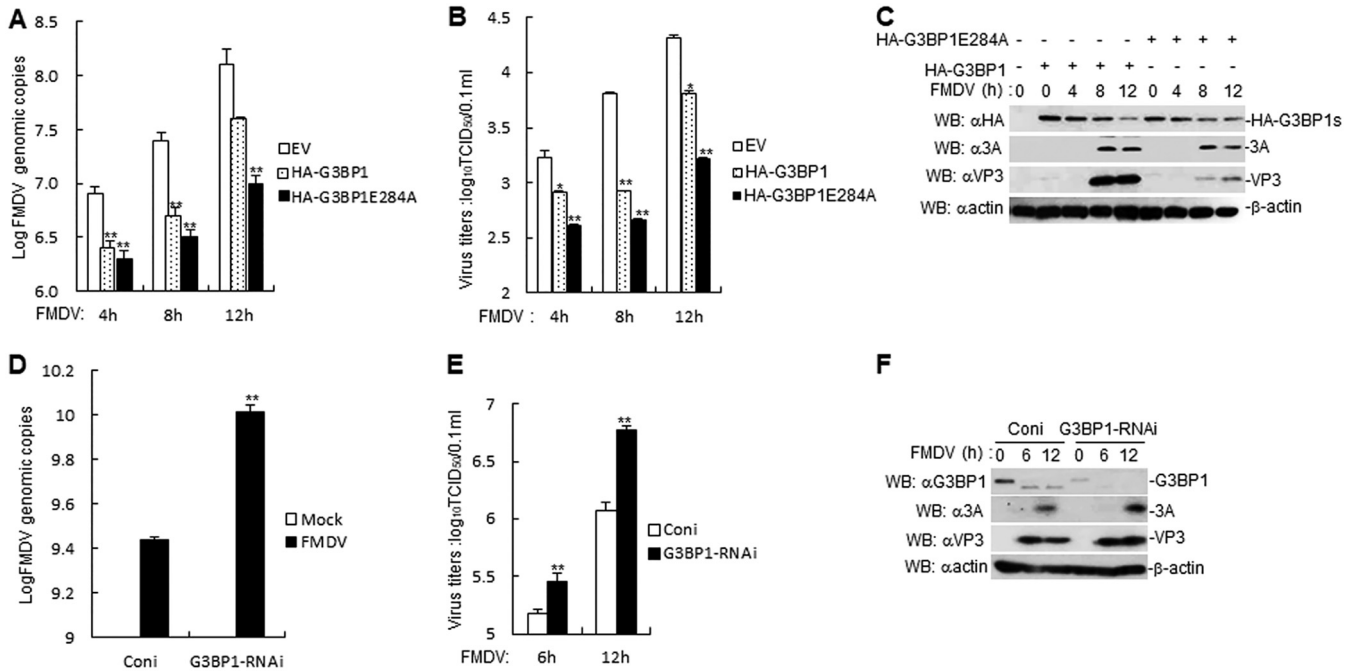 A
Log FMDV genomic copies
8.5
8.0
7.5
7.0
6.5
6.0
** **
**
**
**
EV
HA-G3BP1
HA-G3BP1E284A
FMDV: 4h 8h 12h
B
Virus titers :log10TCID50/0.1ml
4.5
4
3.5
3
2.5
2
*
**
**
**
*
**
EV
HA-G3BP1
HA-G3BP1E284A
FMDV : 4h 8h 12h
C
HA-G3BP1E284A - - - - - + + + +
HA-G3BP1 - + + + + - - - -
FMDV (h) : 0 0 4 8 12 0 4 8 12
WB: αHA -HA-G3BP1s
WB: α3A -3A
WB: αVP3 -VP3
WB: αactin -β-actin
D
LogFMDV genomic copies
10.2
10
9.8
9.6
9.4
9.2
9
**
Mock
FMDV
Coni G3BP1-RNAi
E
Virus titers :log10TCID50/0.1ml
7
6.5
6
5.5
5
**
**
Coni
G3BP1-RNAi
FMDV: 6h 12h
F
Coni G3BP1-RNAi
FMDV (h) : 0 6 12 0 6 12
WB: αG3BP1 -G3BP1
WB: α3A -3A
WB: αVP3 -VP3
WB: αactin -β-actin